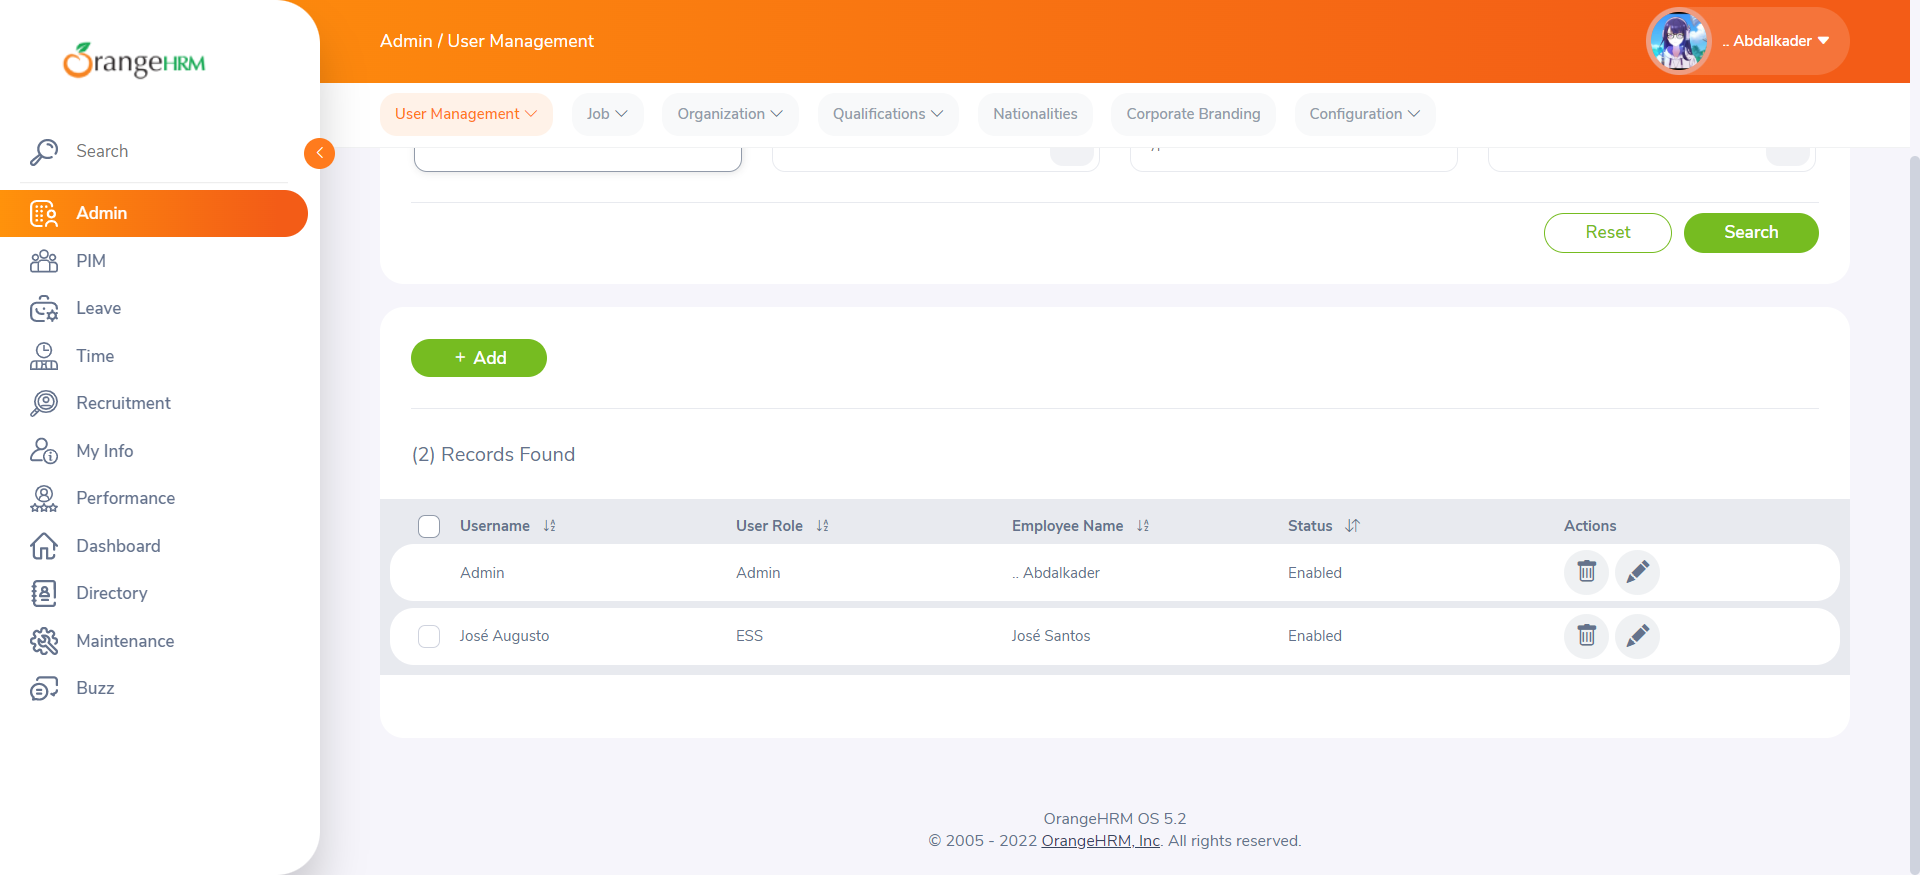 OrangeHRM
Search
Admin
PIM
Leave
Time
Recruitment
My Info
Performance
Dashboard
Directory
Maintenance
Buzz
Admin / User Management
.. Abdalkader
User Management
Job
Organization
Qualifications
Nationalities
Corporate Branding
Configuration
Reset
Search
+ Add
(2) Records Found
Username User Role Employee Name Status Actions
Admin Admin .. Abdalkader Enabled
José Augusto ESS José Santos Enabled
OrangeHRM OS 5.2
© 2005 - 2022 OrangeHRM, Inc. All rights reserved.